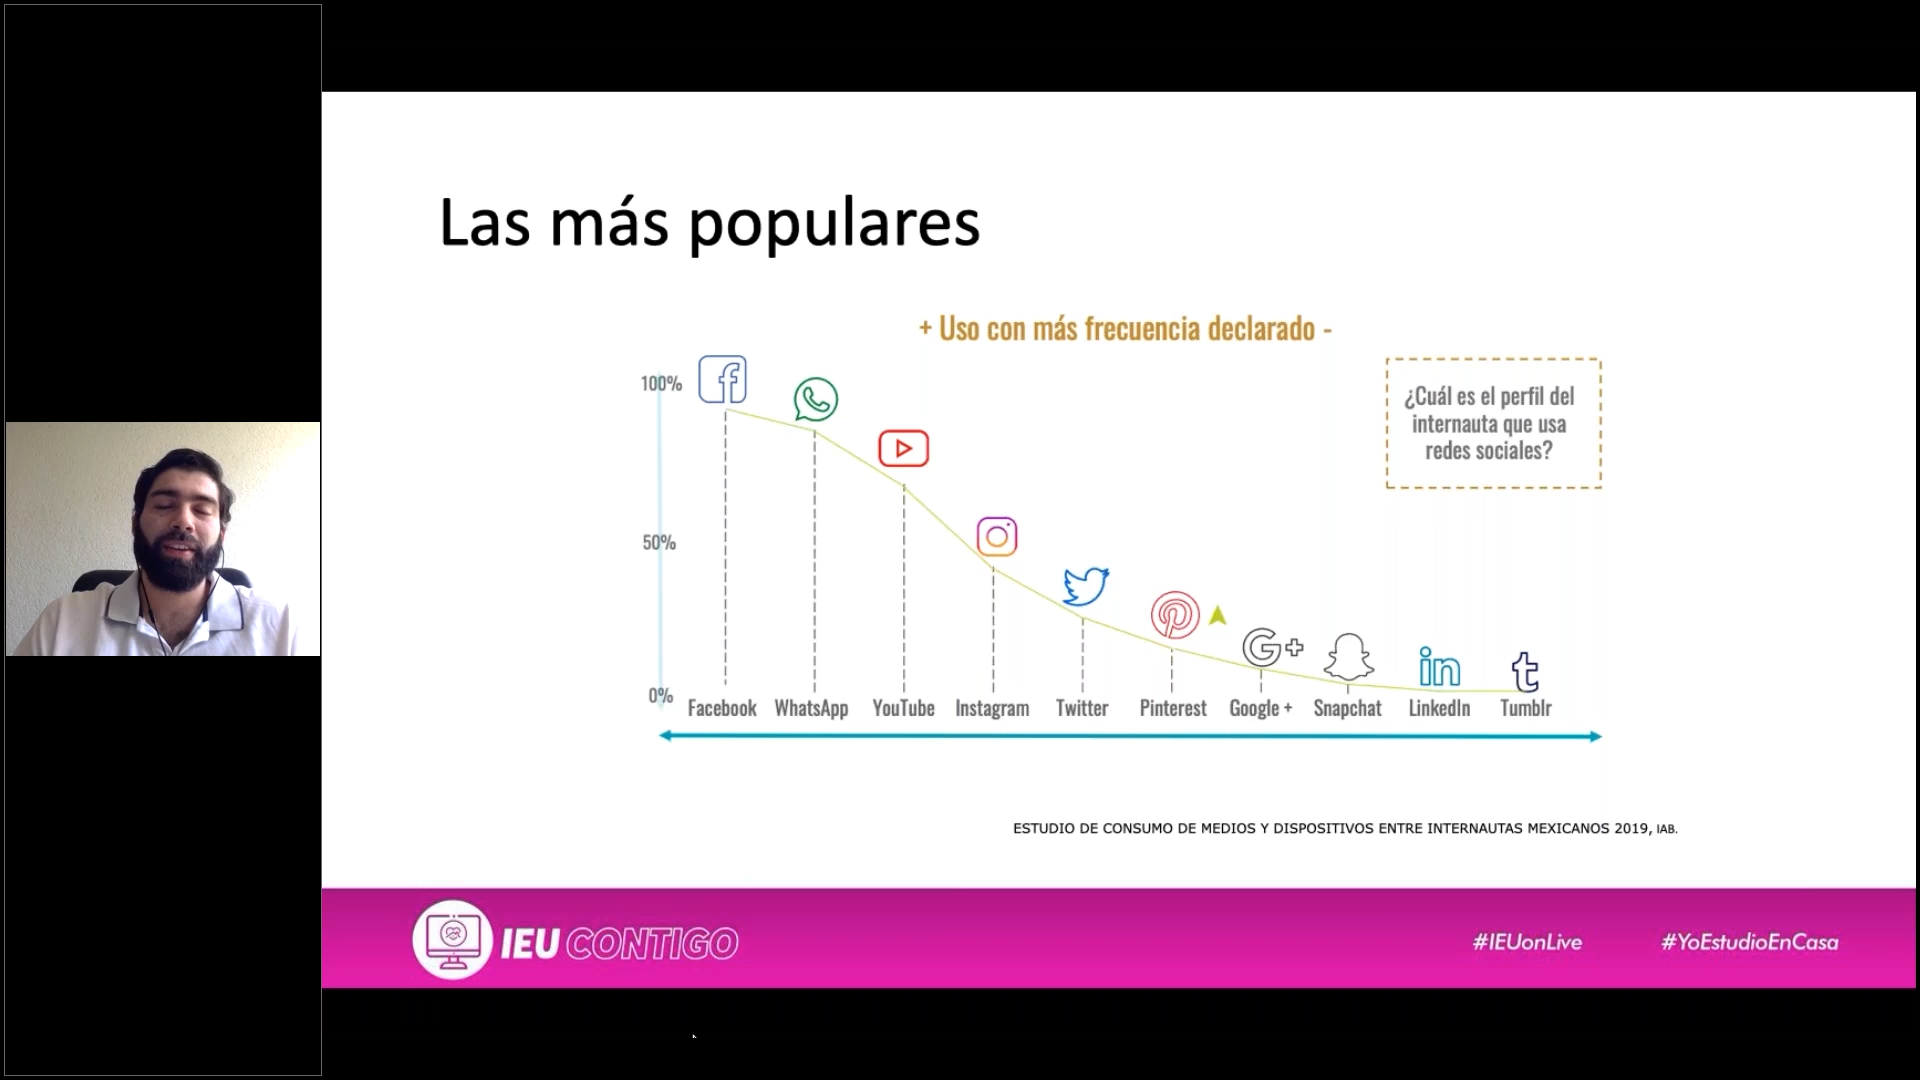 Las más populares
+ Uso con más frecuencia declarado -
100%
50%
0%
¿Cuál es el perfil del
internauta que usa
redes sociales?
Facebook WhatsApp YouTube Instagram Twitter Pinterest Google + Snapchat LinkedIn Tumblr
ESTUDIO DE CONSUMO DE MEDIOS Y DISPOSITIVOS ENTRE INTERNAUTAS MEXICANOS 2019, IAB.
IEU CONTIGO
#IEUonLive #YoEstudioEnCasa